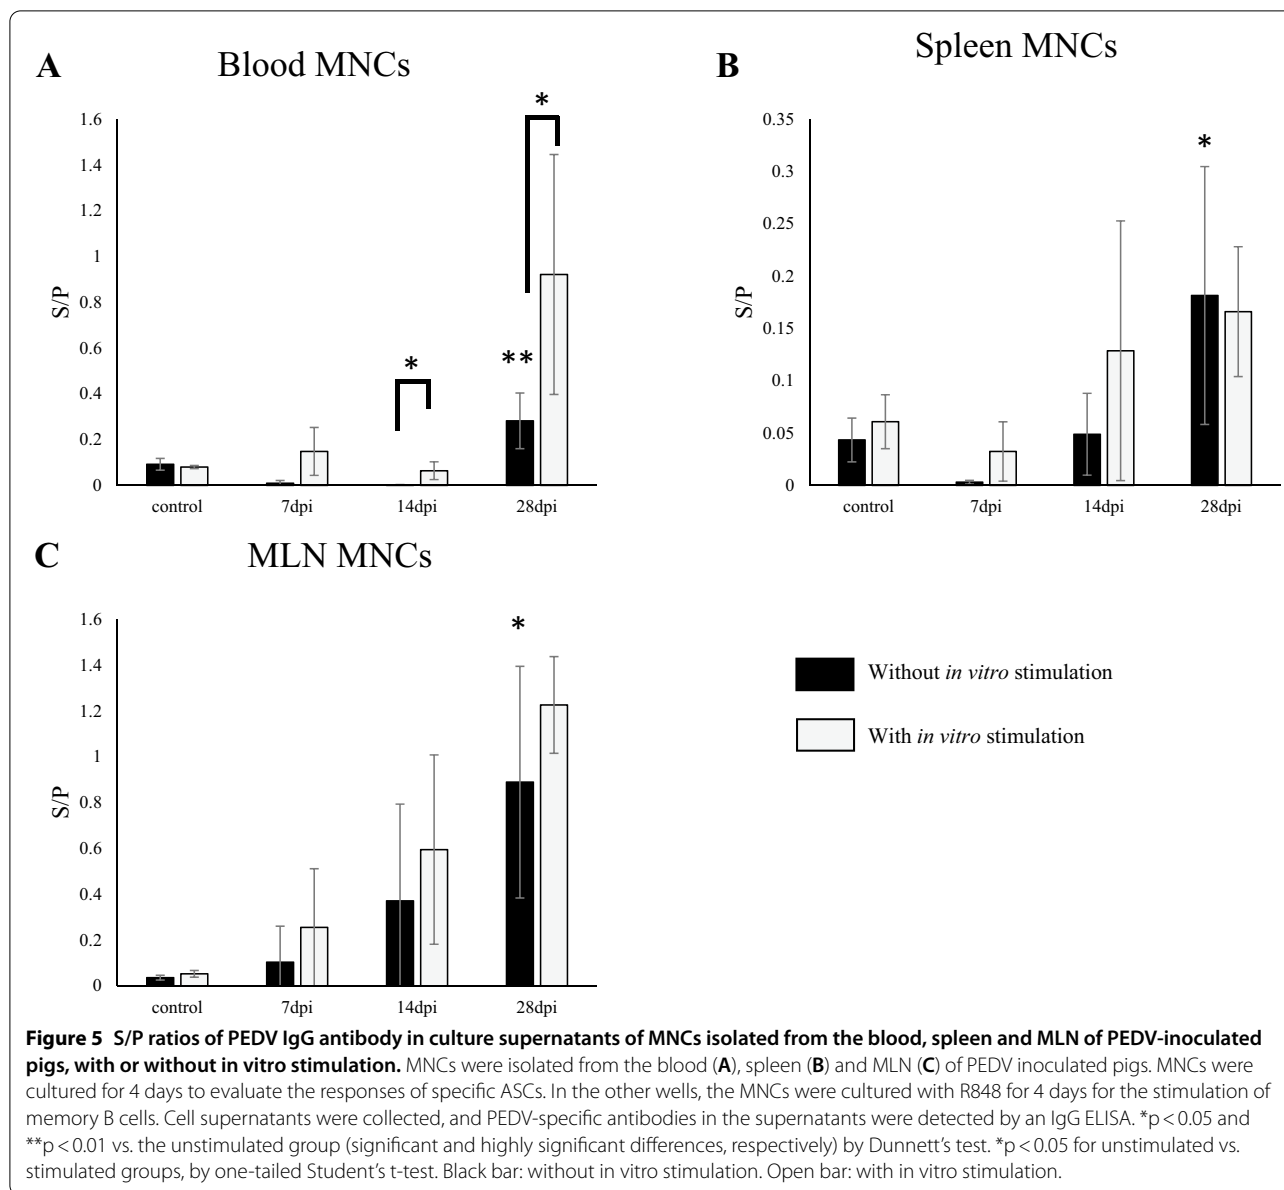 A
Blood MNCs
*
1.6
1.4
1.2
1
0.8
0.6
0.4
0.2
0
S/P
*
**
control 7dpi 14dpi 28dpi
B
Spleen MNCs
0.35
0.3
0.25
0.2
0.15
0.1
0.05
0
S/P
*
control 7dpi 14dpi 28dpi
C
MLN MNCs
1.6
1.4
1.2
1
0.8
0.6
0.4
0.2
0
S/P
*
control 7dpi 14dpi 28dpi
Without in vitro stimulation
With in vitro stimulation
Figure 5 S/P ratios of PEDV IgG antibody in culture supernatants of MNCs isolated from the blood, spleen and MLN of PEDV-inoculated
pigs, with or without in vitro stimulation. MNCs were isolated from the blood (A), spleen (B) and MLN (C) of PEDV inoculated pigs. MNCs were
cultured for 4 days to evaluate the responses of specific ASCs. In the other wells, the MNCs were cultured with R848 for 4 days for the stimulation of
memory B cells. Cell supernatants were collected, and PEDV-specific antibodies in the supernatants were detected by an IgG ELISA. *p < 0.05 and
**p < 0.01 vs. the unstimulated group (significant and highly significant differences, respectively) by Dunnett's test. *p < 0.05 for unstimulated vs.
stimulated groups, by one-tailed Student's t-test. Black bar: without in vitro stimulation. Open bar: with in vitro stimulation.